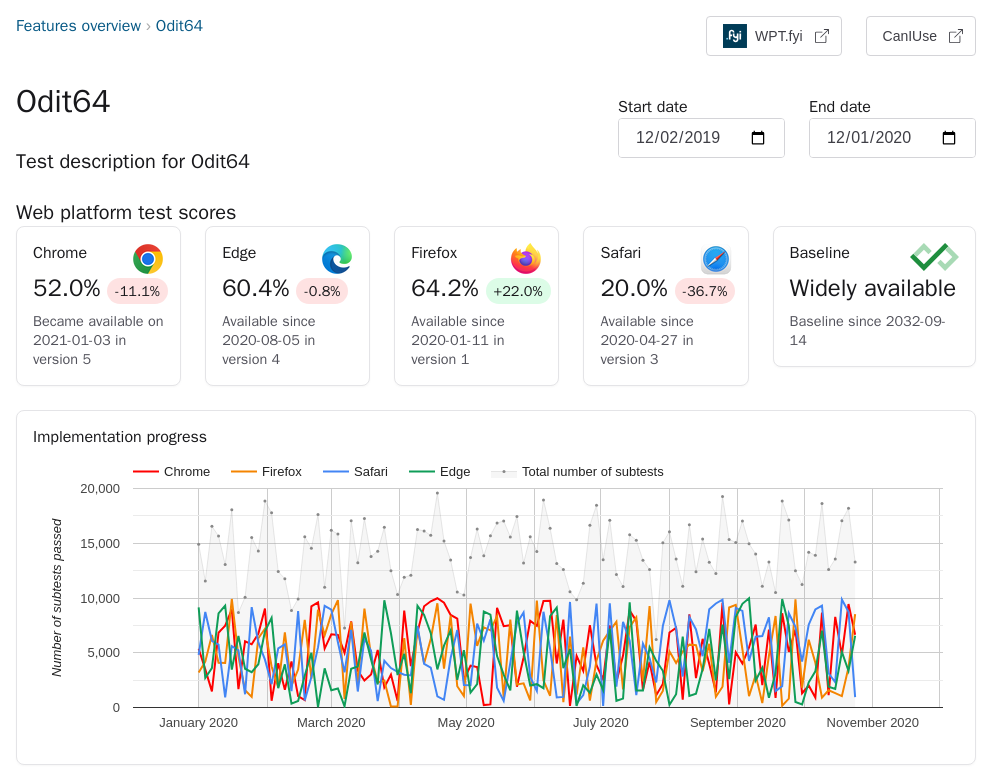 Features overview › Odit64
.fyi WPT.fyi
CanIUse
Odit64
Start date
End date
12/02/2019
12/01/2020
Test description for Odit64
Web platform test scores
Chrome
52.0% -11.1%
Became available on
2021-01-03 in
version 5
Edge
60.4% -0.8%
Available since
2020-08-05 in
version 4
Firefox
64.2% +22.0%
Available since
2020-01-11 in
version 1
Safari
20.0% -36.7%
Available since
2020-04-27 in
version 3
Baseline
Widely available
Baseline since 2032-09-
14
Implementation progress
Chrome Firefox Safari Edge Total number of subtests
Number of subtests passed
20,000
15,000
10,000
5,000
0
January 2020 March 2020 May 2020 July 2020 September 2020 November 2020